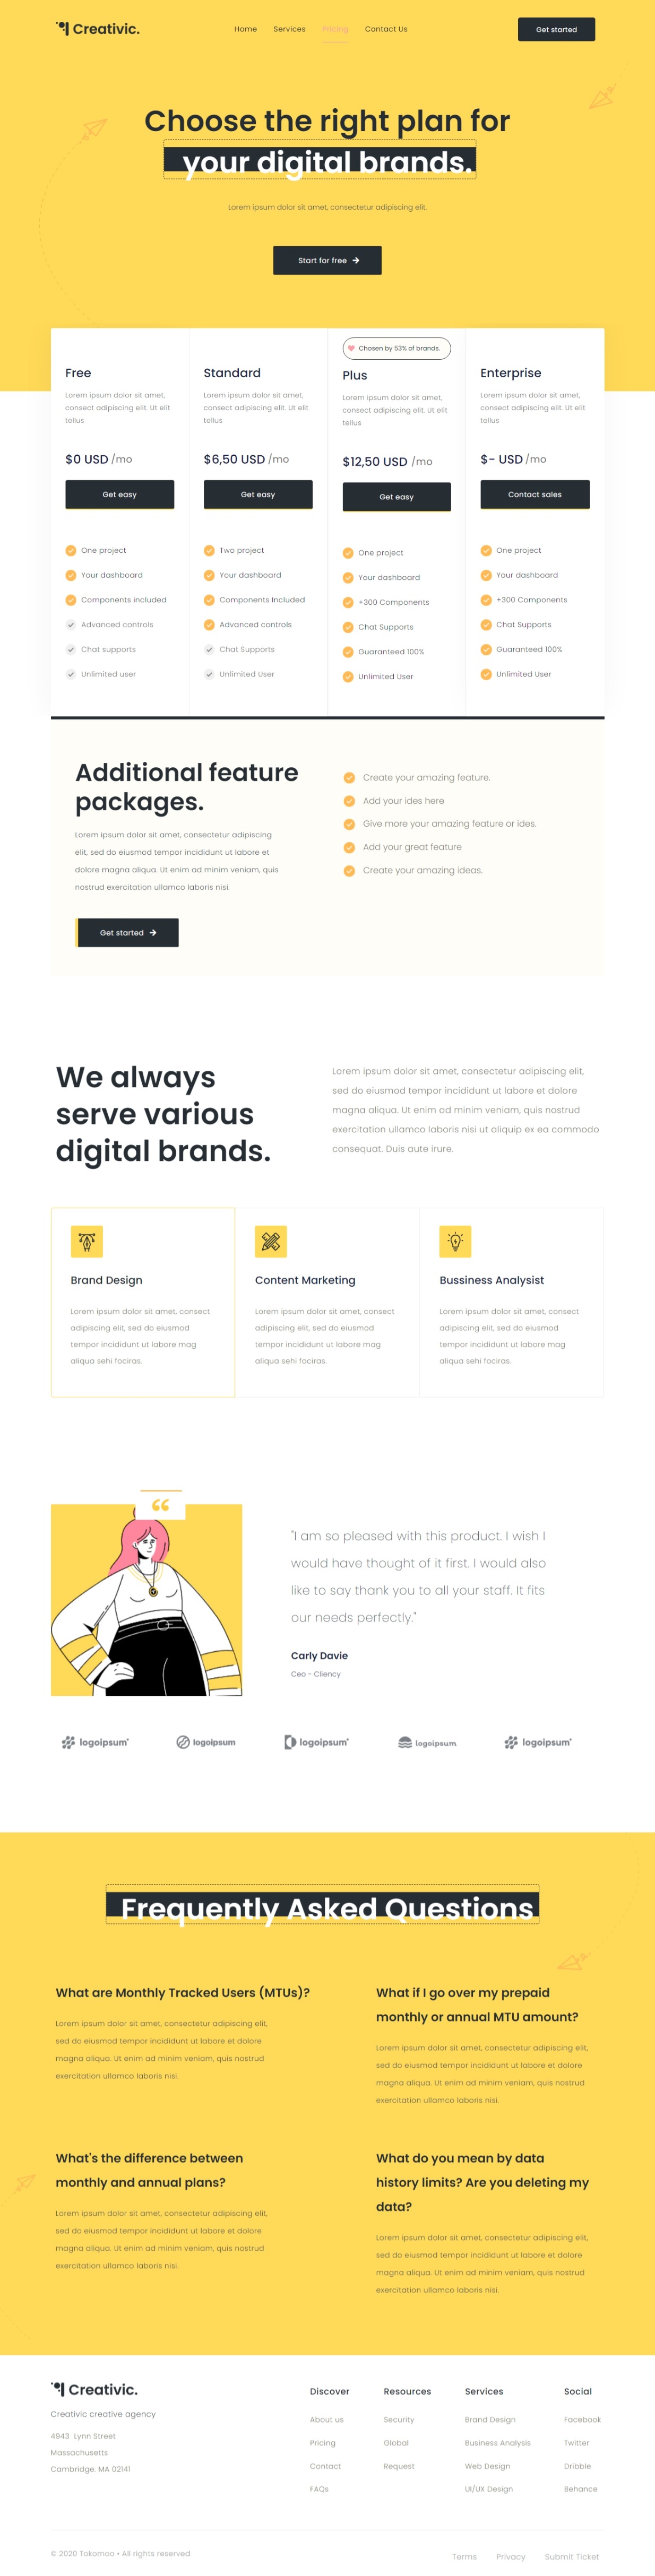 Creativic.
Home
Services
Pricing
Contact Us
Get started
Choose the right plan for
your digital brands.
Lorem ipsum dolor sit amet, consectetur adipiscing elit.
Start for free →
Free
Lorem ipsum dolor sit amet,
consect adipiscing elit. Ut elit
tellus
$0 USD /mo
Get easy
One project
Your dashboard
Components included
Advanced controls
Chat supports
Unlimited user
Standard
Lorem ipsum dolor sit amet,
consect adipiscing elit. Ut elit
tellus
$6,50 USD /mo
Get easy
Two project
Your dashboard
Components Included
Advanced controls
Chat Supports
Unlimited User
Chosen by 53% of brands.
Plus
Lorem ipsum dolor sit amet,
consect adipiscing elit. Ut elit
tellus
$12,50 USD /mo
Get easy
One project
Your dashboard
+300 Components
Chat Supports
Guaranteed 100%
Unlimited User
Enterprise
Lorem ipsum dolor sit amet,
consect adipiscing elit. Ut elit
tellus
$- USD /mo
Contact sales
One project
Your dashboard
+300 Components
Chat Supports
Guaranteed 100%
Unlimited User
Additional feature
packages.
Lorem ipsum dolor sit amet, consectetur adipiscing
elit, sed do eiusmod tempor incididunt ut labore et
dolore magna aliqua. Ut enim ad minim veniam, quis
nostrud exercitation ullamco laboris nisi.
Get started →
Create your amazing feature.
Add your ides here
Give more your amazing feature or ides.
Add your great feature
Create your amazing ideas.
We always
serve various
digital brands.
Lorem ipsum dolor sit amet, consectetur adipiscing elit,
sed do eiusmod tempor incididunt ut labore et dolore
magna aliqua. Ut enim ad minim veniam, quis nostrud
exercitation ullamco laboris nisi ut aliquip ex ea commodo
consequat. Duis aute irure.
Brand Design
Lorem ipsum dolor sit amet, consect
adipiscing elit, sed do eiusmod
tempor incididunt ut labore mag
aliqua sehi fociras.
Content Marketing
Lorem ipsum dolor sit amet, consect
adipiscing elit, sed do eiusmod
tempor incididunt ut labore mag
aliqua sehi fociras.
Bussiness Analysist
Lorem ipsum dolor sit amet, consect
adipiscing elit, sed do eiusmod
tempor incididunt ut labore mag
aliqua sehi fociras.
“
"I am so pleased with this product. I wish I
would have thought of it first. I would also
like to say thank you to all your staff. It fits
our needs perfectly."
Carly Davie
Ceo - Cliency
logoipsum
logoipsum
logoipsum
logoipsum
logoipsum
Frequently Asked Questions
What are Monthly Tracked Users (MTUs)?
Lorem ipsum dolor sit amet, consectetur adipiscing elit,
sed do eiusmod tempor incididunt ut labore et dolore
magna aliqua. Ut enim ad minim veniam, quis nostrud
exercitation ullamco laboris nisi.
What if I go over my prepaid
monthly or annual MTU amount?
Lorem ipsum dolor sit amet, consectetur adipiscing elit,
sed do eiusmod tempor incididunt ut labore et dolore
magna aliqua. Ut enim ad minim veniam, quis nostrud
exercitation ullamco laboris nisi.
What's the difference between
monthly and annual plans?
Lorem ipsum dolor sit amet, consectetur adipiscing elit,
sed do eiusmod tempor incididunt ut labore et dolore
magna aliqua. Ut enim ad minim veniam, quis nostrud
exercitation ullamco laboris nisi.
What do you mean by data
history limits? Are you deleting my
data?
Lorem ipsum dolor sit amet, consectetur adipiscing elit,
sed do eiusmod tempor incididunt ut labore et dolore
magna aliqua. Ut enim ad minim veniam, quis nostrud
exercitation ullamco laboris nisi.
Creativic.
Creativic creative agency
4943 Lynn Street
Massachusetts
Cambridge. MA 02141
Discover
About us
Pricing
Contact
FAQs
Resources
Security
Global
Request
Services
Brand Design
Business Analysis
Web Design
UI/UX Design
Social
Facebook
Twitter
Dribble
Behance
© 2020 Tokomoo • All rights reserved
Terms
Privacy
Submit Ticket